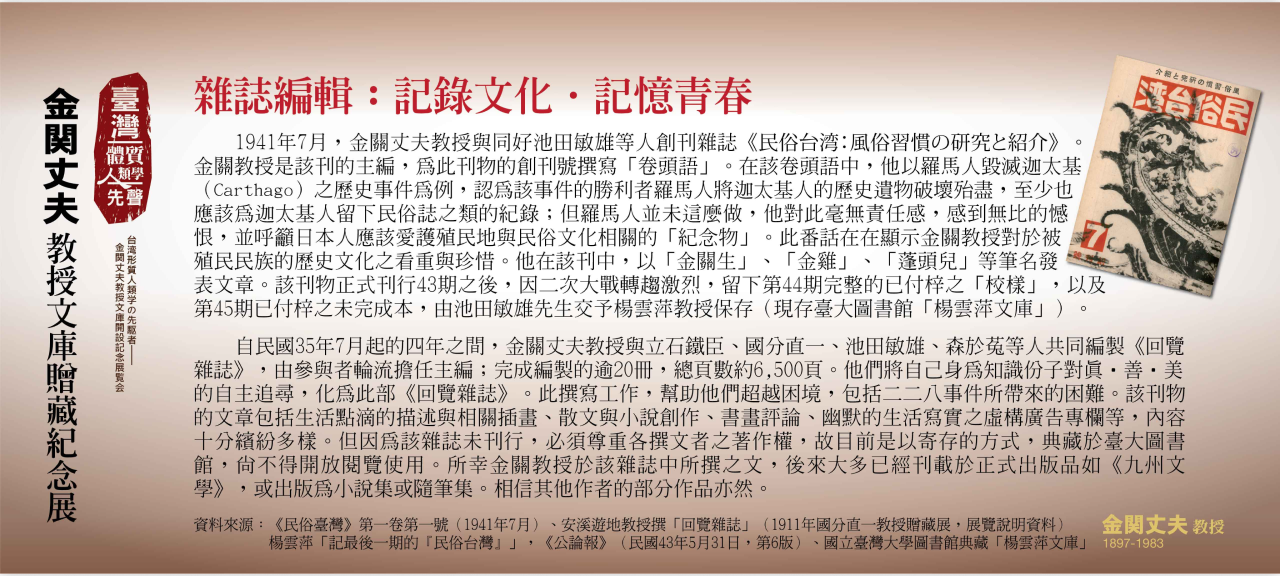 金関丈夫 教授文庫贈藏紀念展
臺灣
體質
人類學
先聲
台湾形質人類学の先駆者——
金関丈夫教授文庫開設記念展覧会
雜誌編輯：記錄文化．記憶青春
1941年7月，金關丈夫教授與同好池田敏雄等人創刊雜誌《民俗台湾：風俗習慣の研究と紹介》。
金關教授是該刊的主編，為此刊物的創刊號撰寫「卷頭語」。在該卷頭語中，他以羅馬人毀滅迦太基
（Carthago）之歷史事件為例，認為該事件的勝利者羅馬人將迦太基人的歷史遺物破壞殆盡，至少也
應該為迦太基人留下民俗誌之類的紀錄；但羅馬人並未這麼做，他對此毫無責任感，感到無比的憾
恨，並呼籲日本人應該愛護殖民地與民俗文化相關的「紀念物」。此番話在在顯示金關教授對於被
殖民民族的歷史文化之看重與珍惜。他在該刊中，以「金關生」、「金雞」、「蓬頭兒」等筆名發
表文章。該刊物正式刊行43期之後，因二次大戰轉趨激烈，留下第44期完整的已付梓之「校樣」，以及
第45期已付梓之未完成本，由池田敏雄先生交予楊雲萍教授保存（現存臺大圖書館「楊雲萍文庫」）。
自民國35年7月起的四年之間，金關丈夫教授與立石鐵臣、國分直一、池田敏雄、森於菟等人共同編製《回覽
雜誌》，由參與者輪流擔任主編；完成編製的逾20冊，總頁數約6,500頁。他們將自己身為知識份子對真・善・美
的自主追尋，化為此部《回覽雜誌》。此撰寫工作，幫助他們超越困境，包括二二八事件所帶來的困難。該刊物
的文章包括生活點滴的描述與相關插畫、散文與小說創作、書畫評論、幽默的生活寫實之虛構廣告專欄等，內容
十分繽紛多樣。但因為該雜誌未刊行，必須尊重各撰文者之著作權，故目前是以寄存的方式，典藏於臺大圖書
館，尚不得開放閱覽使用。所幸金關教授於該雜誌中所撰之文，後來大多已經刊載於正式出版品如《九州文
學》，或出版為小說集或隨筆集。相信其他作者的部分作品亦然。
資料來源：《民俗臺灣》第一卷第一號（1941年7月）、安溪遊地教授撰「回覽雜誌」（1911年國分直一教授贈藏展，展覽說明資料）
楊雲萍「記最後一期的『民俗台灣』」，《公論報》（民國43年5月31日，第6版）、國立臺灣大學圖書館典藏「楊雲萍文庫」
介紹と究研の慣習俗風
湾台俗民
7
金関丈夫 教授
1897-1983